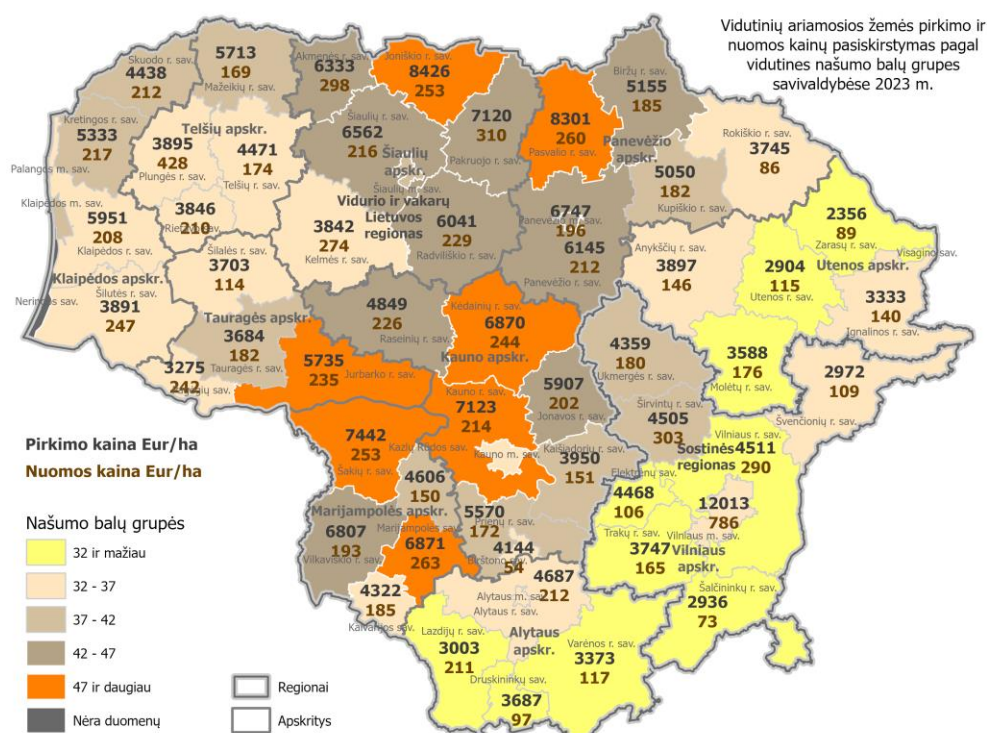 Vidutinių ariamosios žemės pirkimo ir
nuomos kainų pasiskirstymas pagal
vidutines našumo balų grupes
savivaldybėse 2023 m.
Skuodo r. sav.
4438
212
5713
169
Mažeikių r. sav.
Akmenės r. sav.
6333
298
Joniškio r. sav.
8426
253
7120
310
Pakruojo r. sav.
8301
260
Pasvalio r. sav.
Biržų r. sav.
5155
185
Panevėžio
apskr.
Rokiškio r. sav.
3745
86
5050
182
Kupiškio r. sav.
Kretingos r. sav.
5333
217
Palangos m. sav.
Telšių apskr.
3895
428
Plungės r. sav.
4471
174
Telšių r. sav.
Šiaulių r. sav.
6562
216
Šiaulių
apskr.
Šiaulių m. sav.
Klaipėdos m. sav.
5951
208
Klaipėdos r. sav.
3846
210
Vidurio ir vakarų
Lietuvos
regionas
3842
274
Kelmės r. sav.
6041
229
Radviliškio r. sav.
6747
Panevėžio m. sav.
196
6145
212
Panevėžio r. sav.
Anykščių r. sav.
3897
146
2356
89
Zarasų r. sav.
Visagino sav.
Utenos apskr.
2904
115
Utenos r. sav.
3333
140
Ignalinos r. sav.
Šilalės r. sav.
3703
114
Klaipėdos apskr.
Neringos sav.
Šilutės r. sav.
3891
247
Tauragės apskr.
3684
182
Tauragės r. sav.
3275
242
4849
226
Raseinių r. sav.
Kėdainių r. sav.
6870
244
Kauno apskr.
4359
180
Ukmergės r. sav.
3588
176
Molėtų r. sav.
2972
109
Švenčionių r. sav.
5735
235
Jurbarko r. sav.
5907
202
Jonavos r. sav.
Kauno r. sav.
7123
214
Kauno m. sav.
Širvintų r. sav.
4505
303
Vilniaus r. sav.
4511
290
Sostinės
regionas
7442
253
Šakių r. sav.
Kazlų Rūdos sav.
4606
150
Kaišiadorių r. sav.
3950
151
Elektrėnų sav.
4468
106
12013
786
Vilniaus m. sav.
Trakų r. sav.
3747
165
Vilniaus
apskr.
Marijampolės apskr.
6807
193
Vilkaviškio r. sav.
Marijampolės sav.
6871
263
5570
172
Prienų r. sav.
4144
Birštono sav.
54
4322
185
Kalvarijos sav.
4687
212
Alytaus m. sav.
Alytaus r. sav.
Alytaus
apskr.
Šalčininkų r. sav.
2936
73
Lazdijų r. sav.
3003
211
Varėnos r. sav.
3373
117
Druskininkų sav.
3687
97
Pirkimo kaina Eur/ha
Nuomos kaina Eur/ha
Našumo balų grupės
32 ir mažiau
32 - 37
37 - 42
42 - 47
47 ir daugiau
Nėra duomenų
Regionai
Apskritys